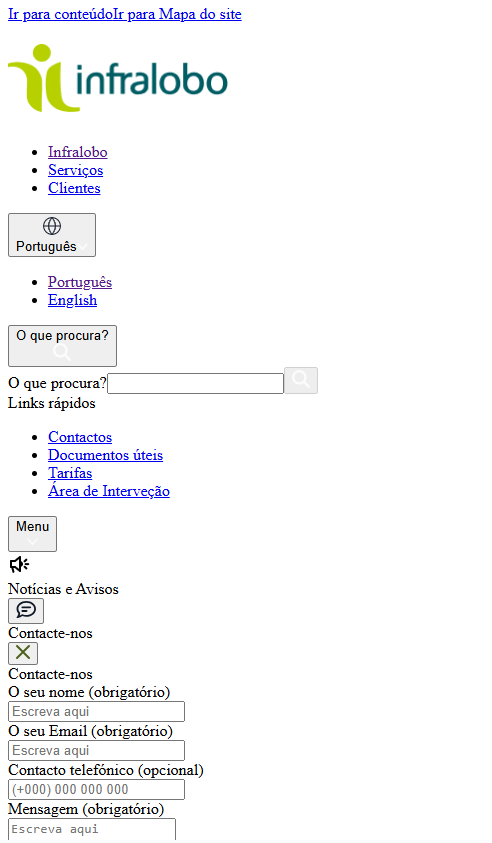 Ir para conteúdoIr para Mapa do site
infralobo
Infralobo
Serviços
Clientes
Português
Português
English
O que procura?
O que procura?
Links rápidos
Contactos
Documentos úteis
Tarifas
Área de Interveção
Menu
Notícias e Avisos
Contacte-nos
Contacte-nos
O seu nome (obrigatório)
Escreva aqui
O seu Email (obrigatório)
Escreva aqui
Contacto telefónico (opcional)
(+000) 000 000 000
Mensagem (obrigatório)
Escreva aqui